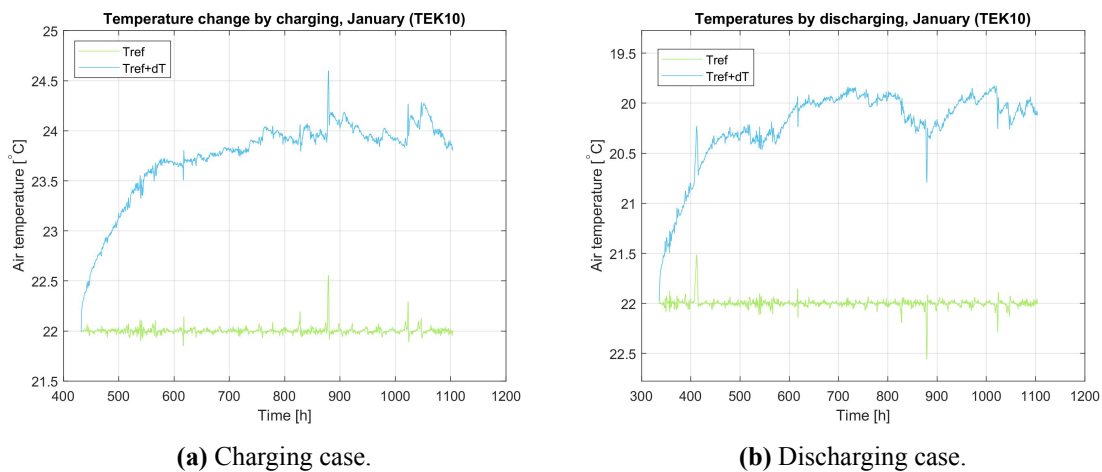 Temperature change by charging, January (TEK10)
25
24.5
24
23.5
23
22.5
22
21.5
Air temperature [°C]
Tref
Tref+dT
400 500 600 700 800 900 1000 1100 1200
Time [h]
(a) Charging case.
Temperatures by discharging, January (TEK10)
19.5
20
20.5
21
21.5
22
22.5
Air temperature [°C]
Tref
Tref+dT
300 400 500 600 700 800 900 1000 1100 1200
Time [h]
(b) Discharging case.